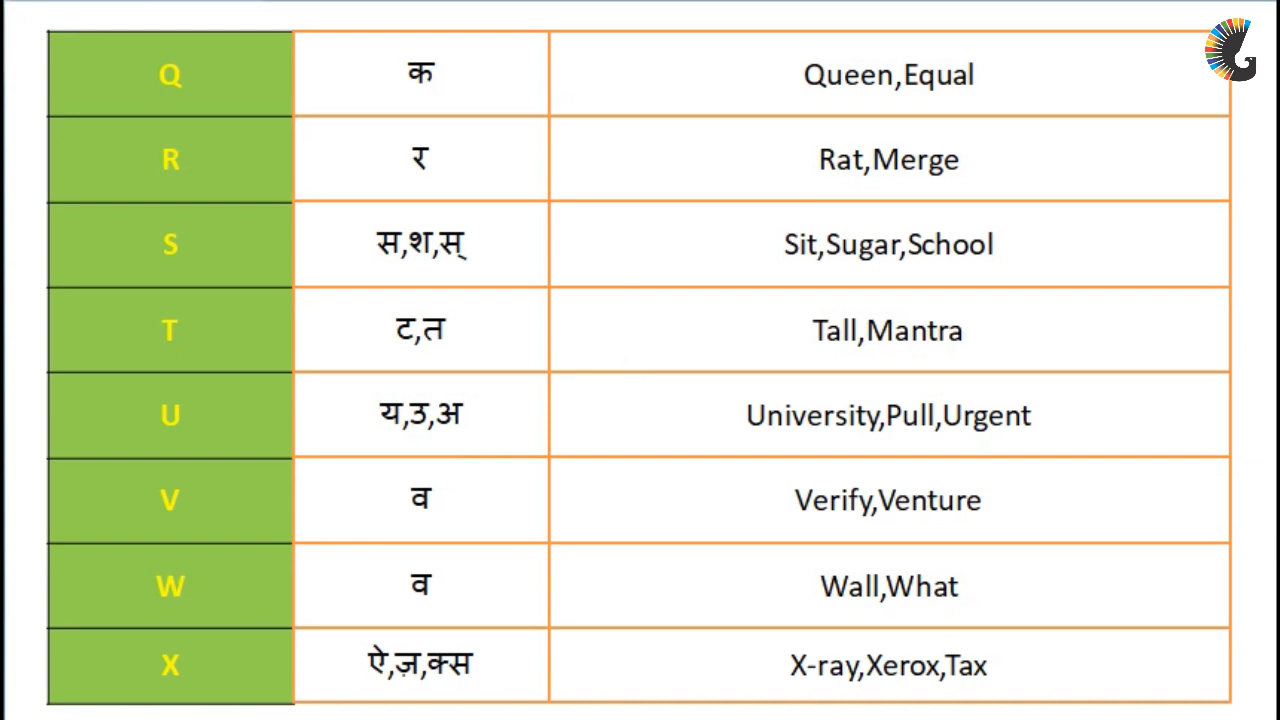 Q क Queen,Equal
R र Rat,Merge
S स,श,स् Sit,Sugar,School
T ट,त Tall,Mantra
U य,उ,अ University,Pull,Urgent
V व Verify,Venture
W व Wall,What
X ऐ,ज़,क्स X-ray,Xerox,Tax